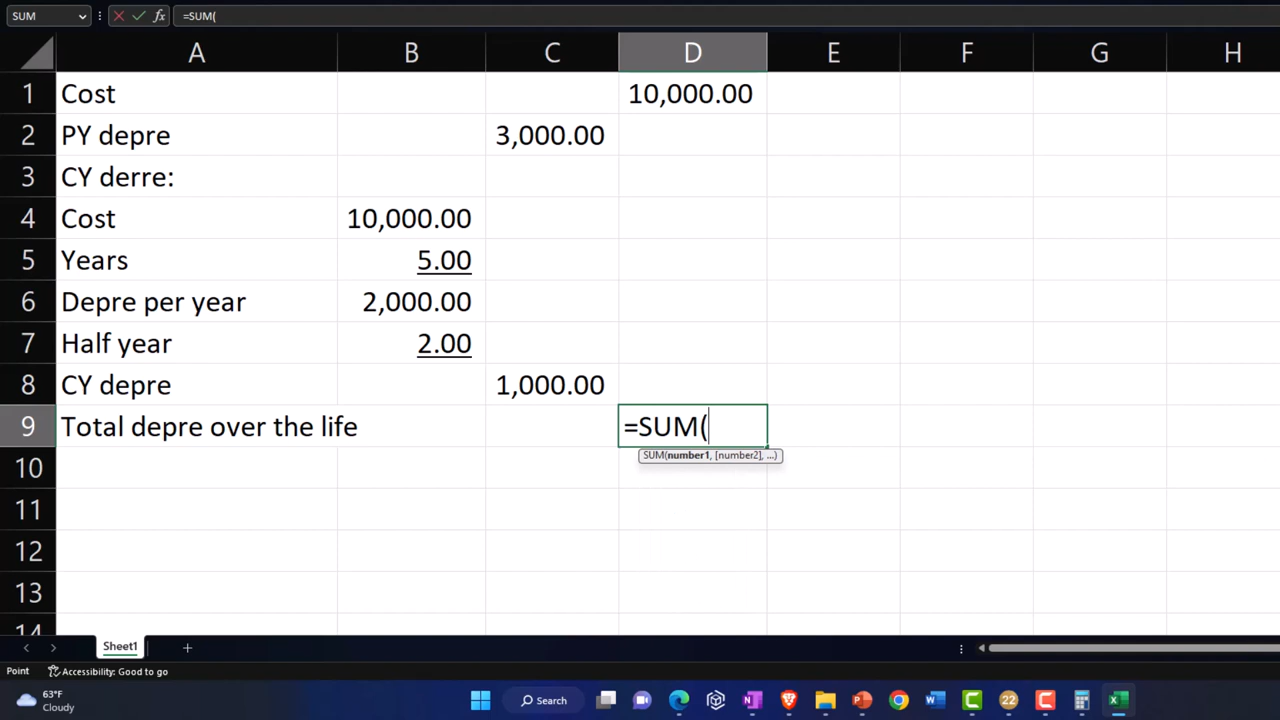 SUM =SUM(
A B C D E F G H
1 Cost 10,000.00
2 PY depre 3,000.00
3 CY derre:
4 Cost 10,000.00
5 Years 5.00
6 Depre per year 2,000.00
7 Half year 2.00
8 CY depre 1,000.00
9 Total depre over the life =SUM(
SUM(number1, [number2], ...)
10
11
12
13
14
Sheet1
Point Accessibility: Good to go
63°F
Cloudy
Search
22